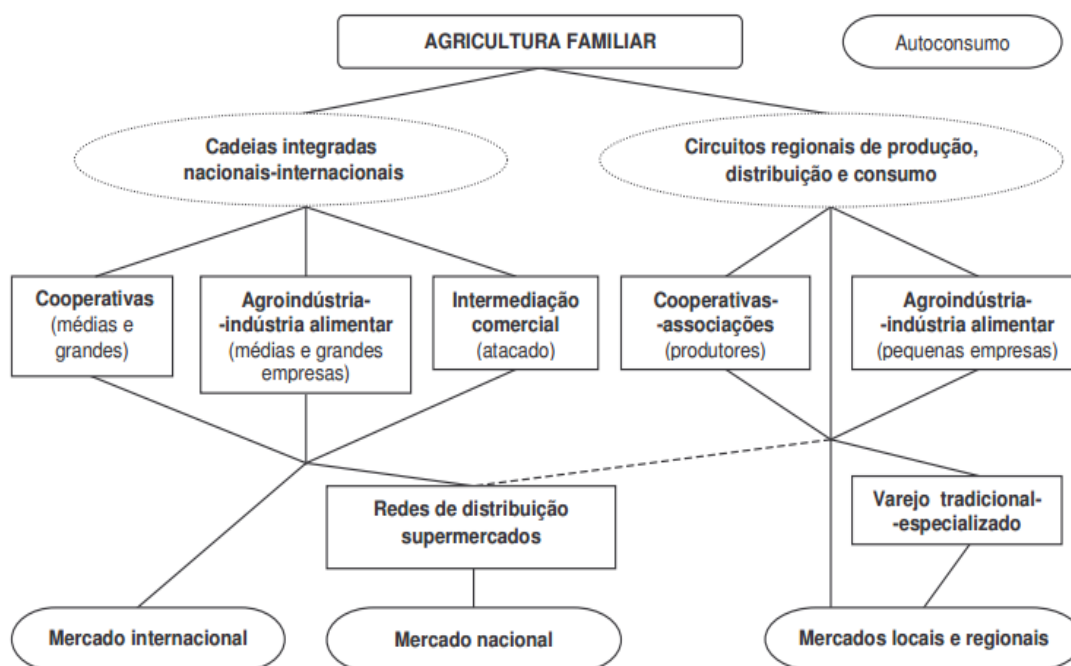 AGRICULTURA FAMILIAR
Autoconsumo
Cadeias integradas
nacionais-internacionais
Circuitos regionais de produção,
distribuição e consumo
Cooperativas
(médias e
grandes)
Agroindústria-
-indústria alimentar
(médias e grandes
empresas)
Intermediação
comercial
(atacado)
Cooperativas-
-associações
(produtores)
Agroindústria-
-indústria alimentar
(pequenas empresas)
Redes de distribuição
supermercados
Varejo tradicional-
-especializado
Mercado internacional
Mercado nacional
Mercados locais e regionais